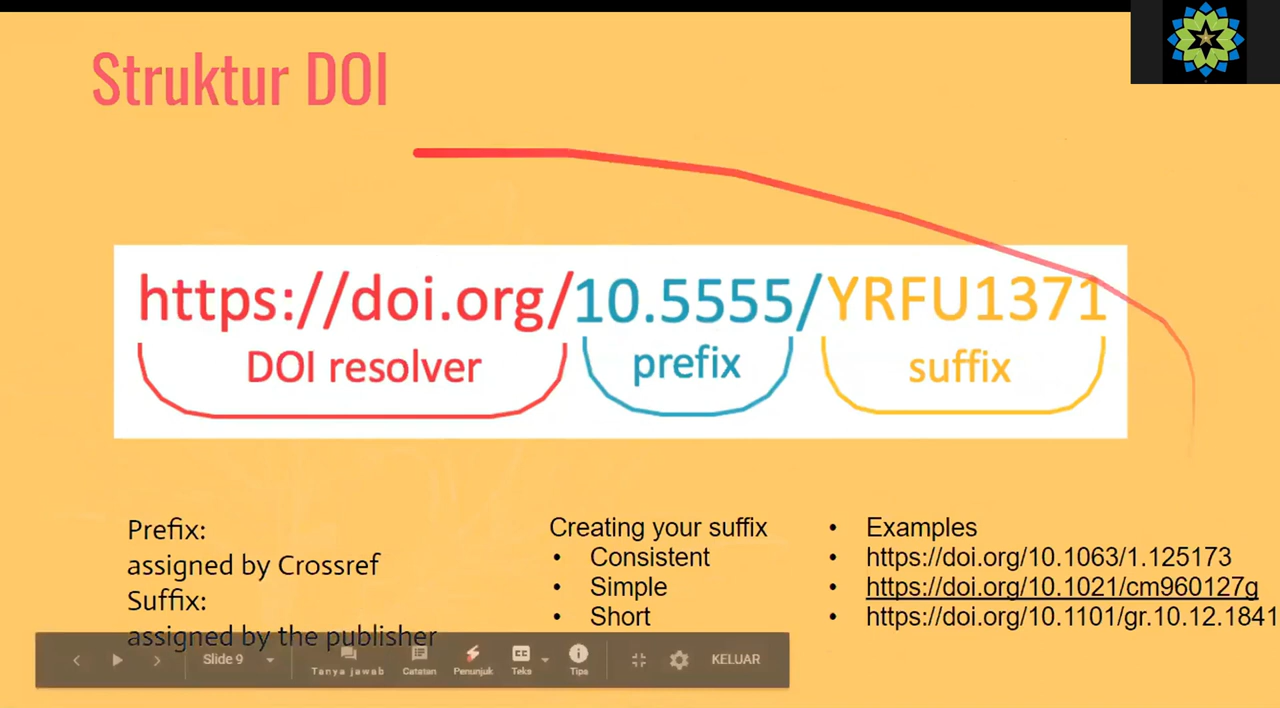 Struktur DOI
https://doi.org/10.5555/YRFU1371
DOI resolver prefix suffix
Prefix:
assigned by Crossref
Suffix:
assigned by the publisher
Creating your suffix
• Consistent
• Simple
• Short
• Examples
• https://doi.org/10.1063/1.125173
• https://doi.org/10.1021/cm960127g
• https://doi.org/10.1101/gr.10.12.1841
Slide 9
Tanya jawab
Catatan
Penunjuk
CC
Teks
Tips
KELUAR